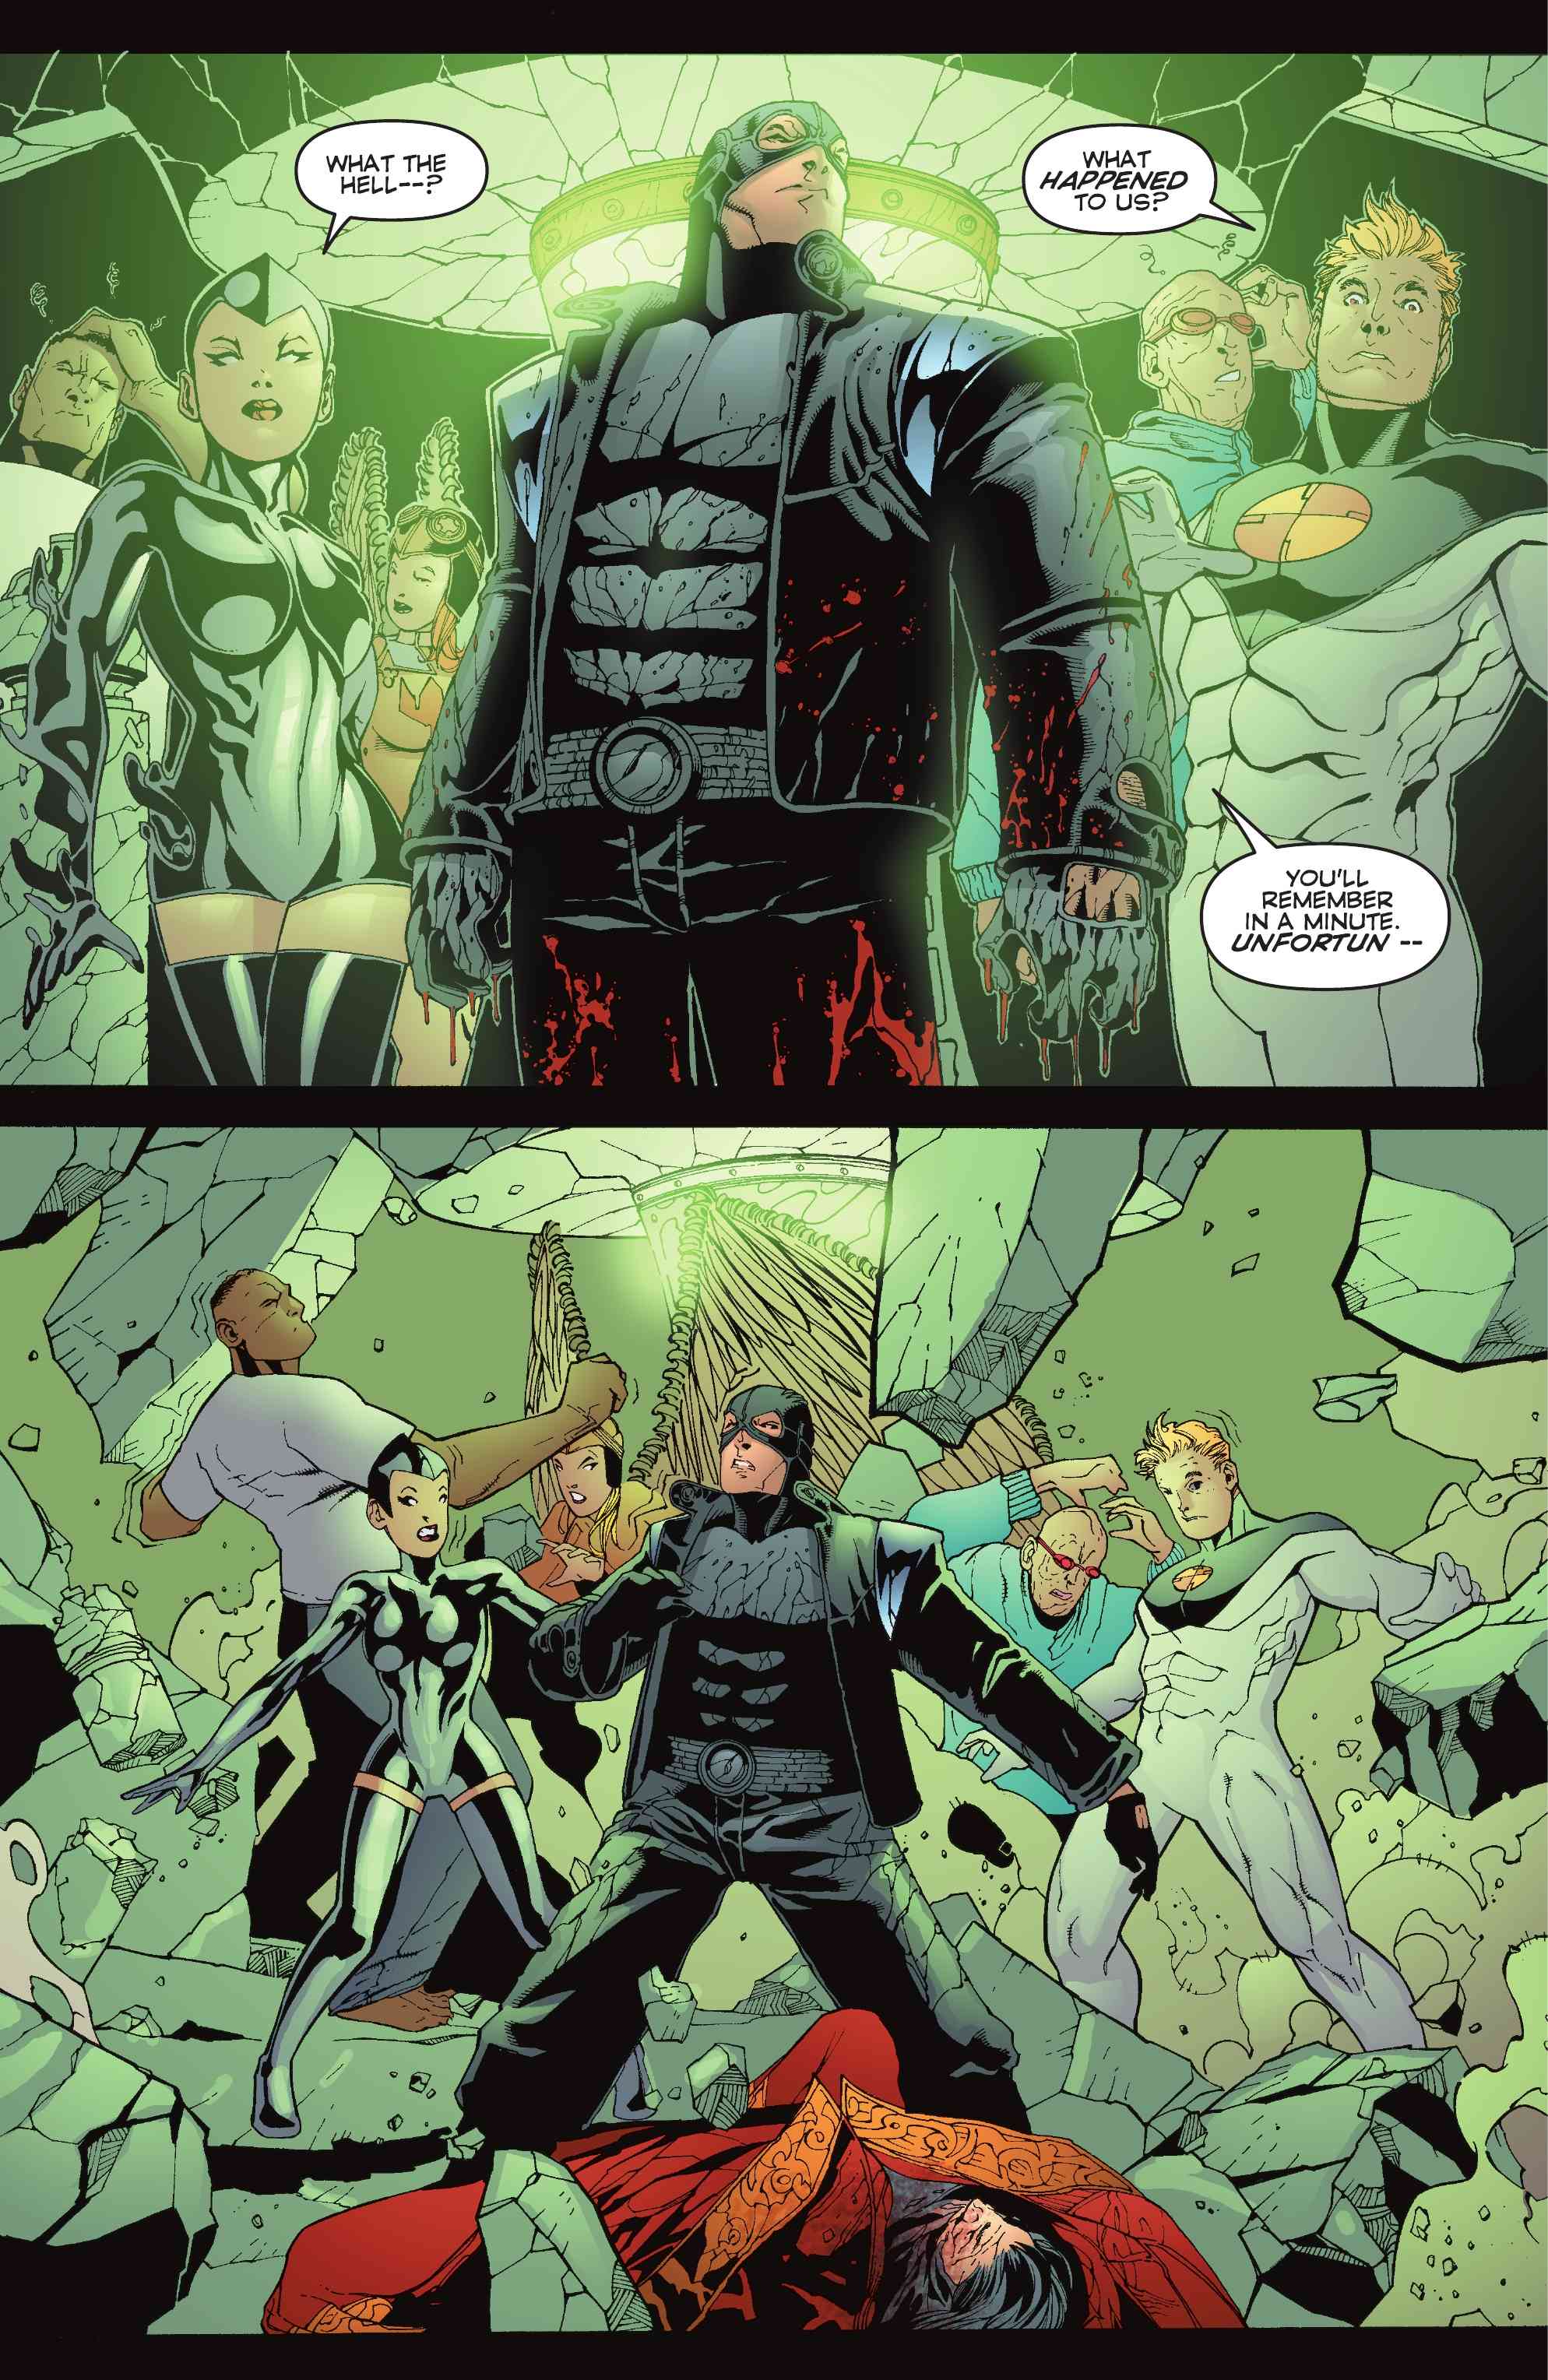 WHAT THE
HELL--?
WHAT
HAPPENED
TO US?
YOU'LL
REMEMBER
IN A MINUTE.
UNFORTUN --